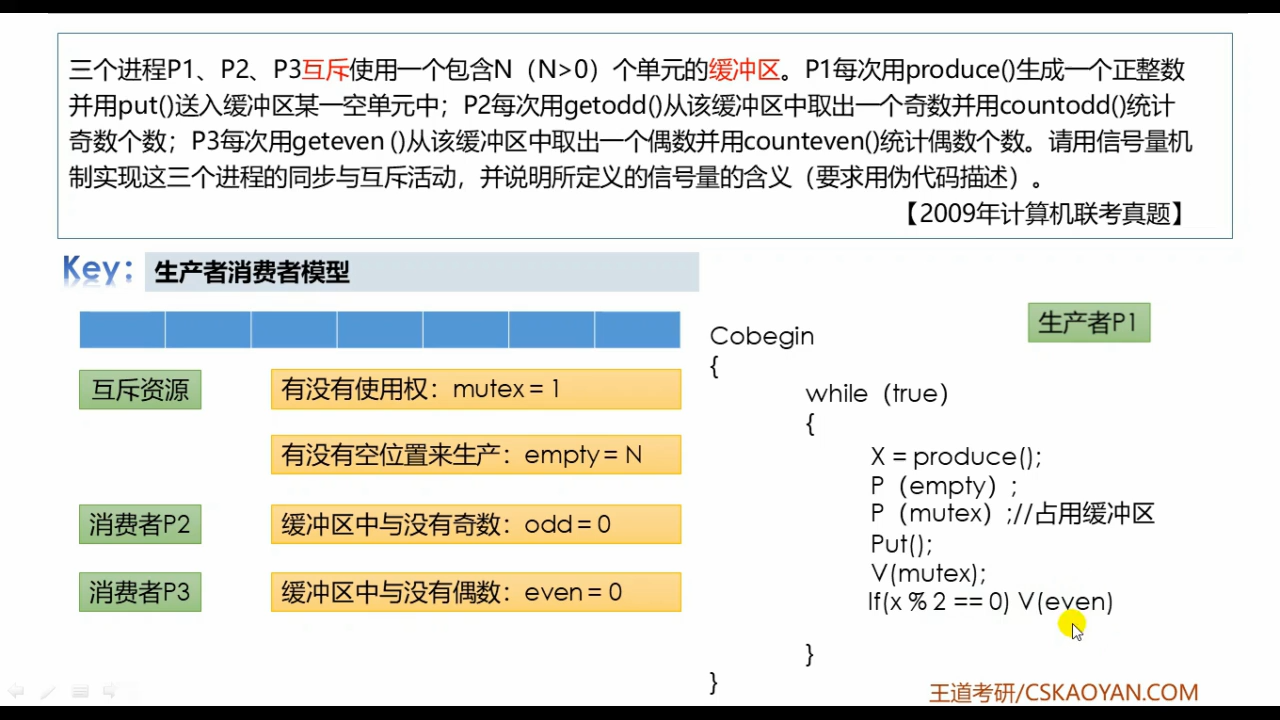 三个进程P1、P2、P3互斥使用一个包含N（N>0）个单元的缓冲区。P1每次用produce()生成一个正整数
并用put()送入缓冲区某一空单元中；P2每次用getodd()从该缓冲区中取出一个奇数并用countodd()统计
奇数个数；P3每次用geteven ()从该缓冲区中取出一个偶数并用counteven()统计偶数个数。请用信号量机
制实现这三个进程的同步与互斥活动，并说明所定义的信号量的含义（要求用伪代码描述）。
【2009年计算机联考真题】
Key：
生产者消费者模型
互斥资源
有没有使用权：mutex = 1
有没有空位置来生产：empty = N
消费者P2
缓冲区中与没有奇数：odd = 0
消费者P3
缓冲区中与没有偶数：even = 0
生产者P1
Cobegin
{
while（true）
{
X = produce();
P（empty）;
P（mutex）;//占用缓冲区
Put();
V(mutex);
If(x % 2 == 0) V(even)
}
}
王道考研/CSKAOYAN.COM